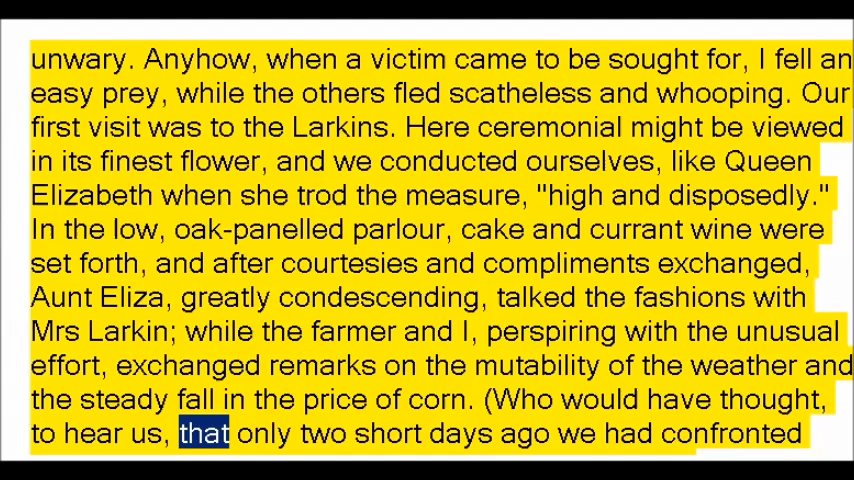 unwary. Anyhow, when a victim came to be sought for, I fell an
easy prey, while the others fled scatheless and whooping. Our
first visit was to the Larkins. Here ceremonial might be viewed
in its finest flower, and we conducted ourselves, like Queen
Elizabeth when she trod the measure, "high and disposedly."
In the low, oak-panelled parlour, cake and currant wine were
set forth, and after courtesies and compliments exchanged,
Aunt Eliza, greatly condescending, talked the fashions with
Mrs Larkin; while the farmer and I, perspiring with the unusual
effort, exchanged remarks on the mutability of the weather and
the steady fall in the price of corn. (Who would have thought,
to hear us, that only two short days ago we had confronted